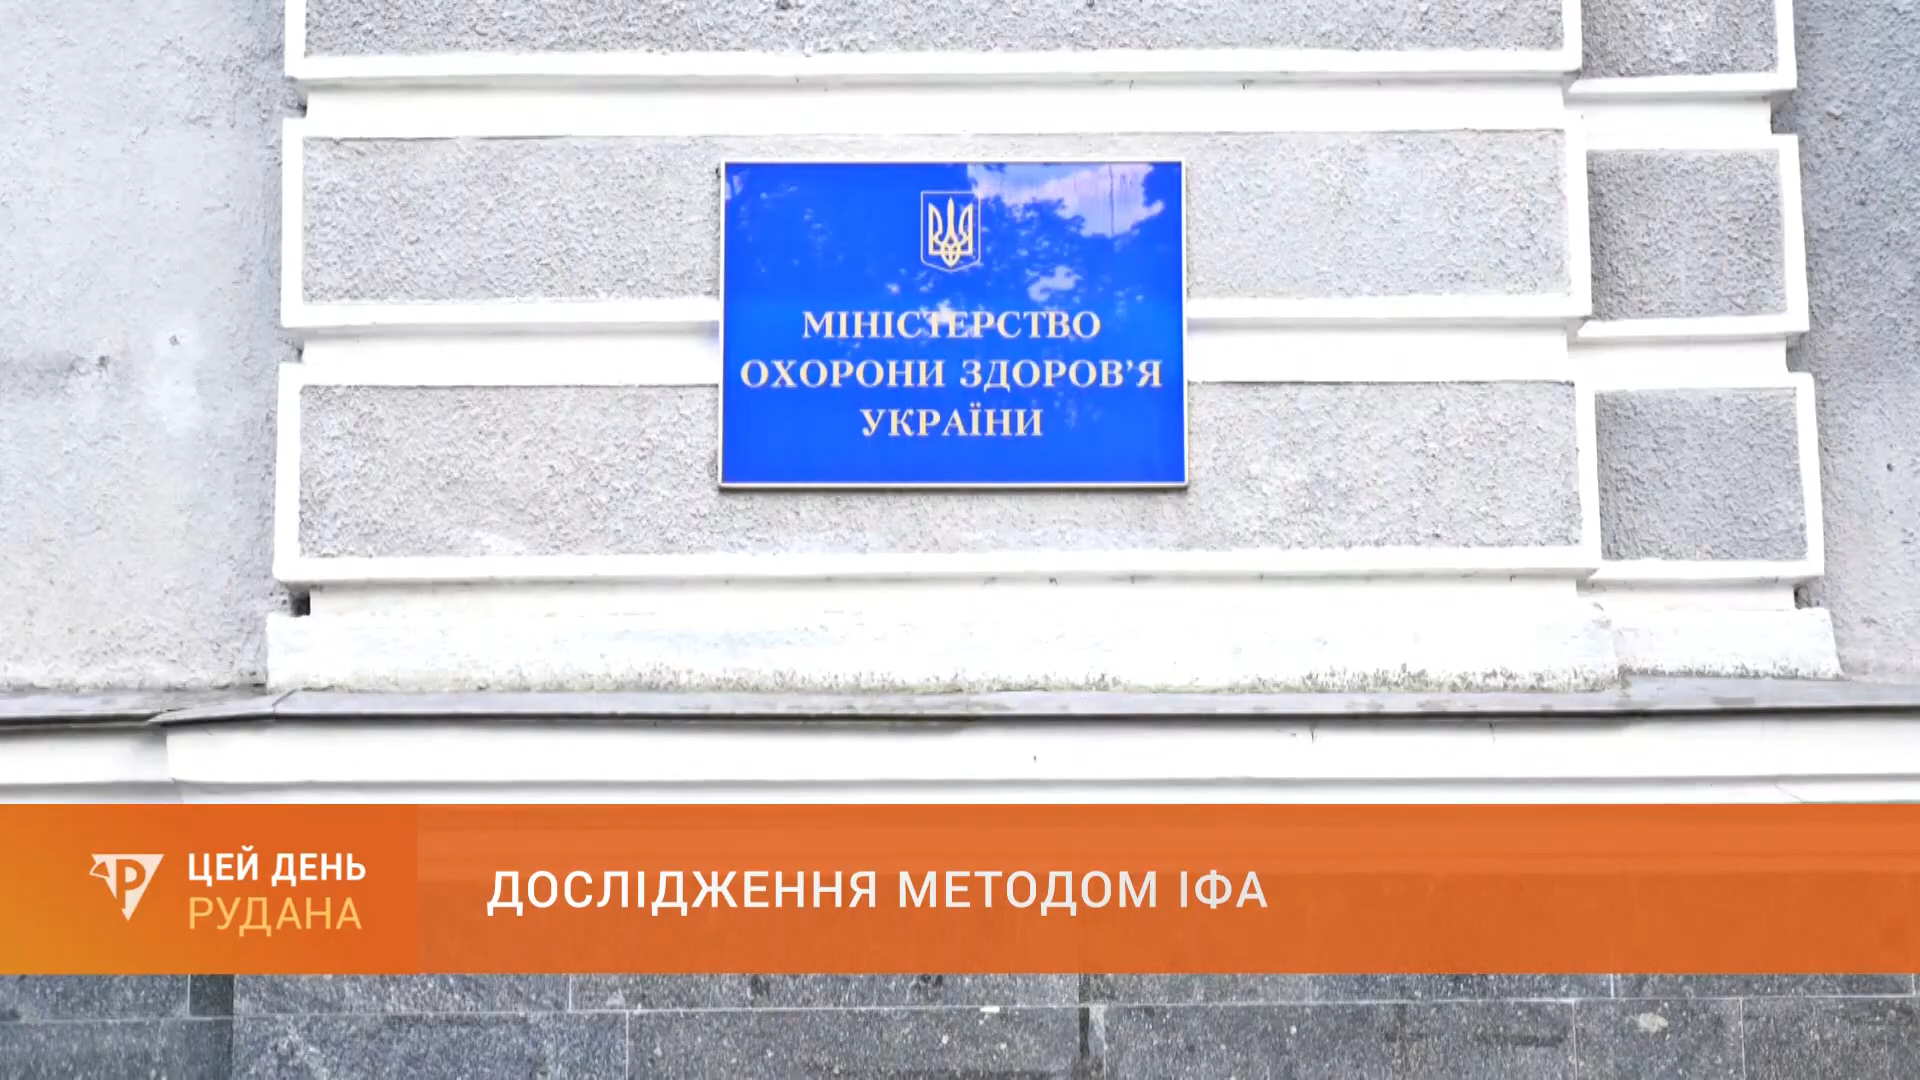 МІНІСТЕРСТВО
ОХОРОНИ ЗДОРОВ’Я
УКРАЇНИ
ЦЕЙ ДЕНЬ
РУДАНА
ДОСЛІДЖЕННЯ МЕТОДОМ ІФА